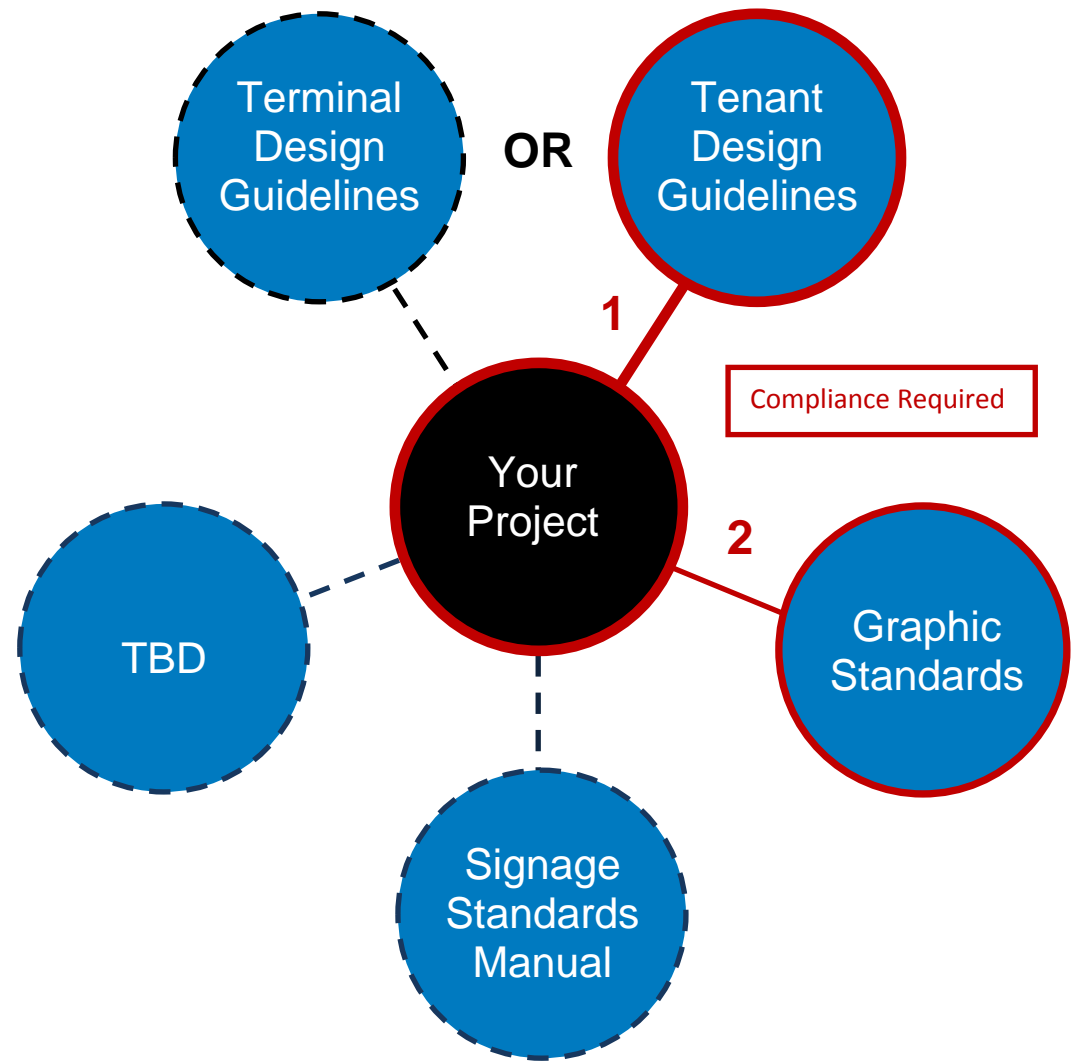 Terminal
Design
Guidelines
OR
Tenant
Design
Guidelines
1
Compliance Required
Your
Project
2
Graphic
Standards
TBD
Signage
Standards
Manual